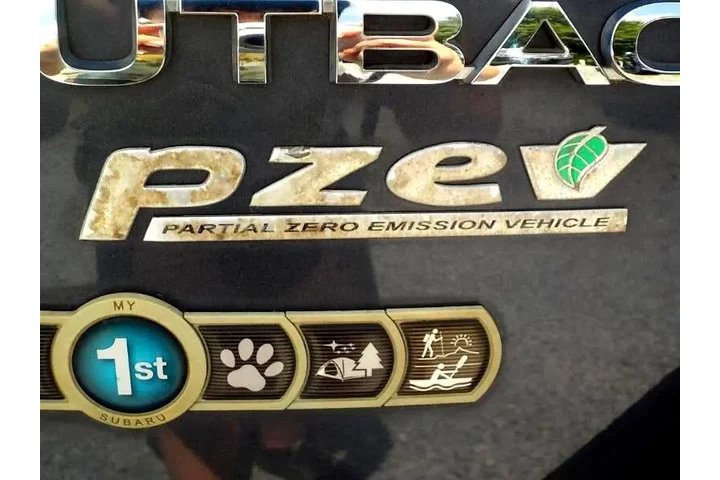 UTBAC
pzev
PARTIAL ZERO EMISSION VEHICLE
MY
1st
SUBARU